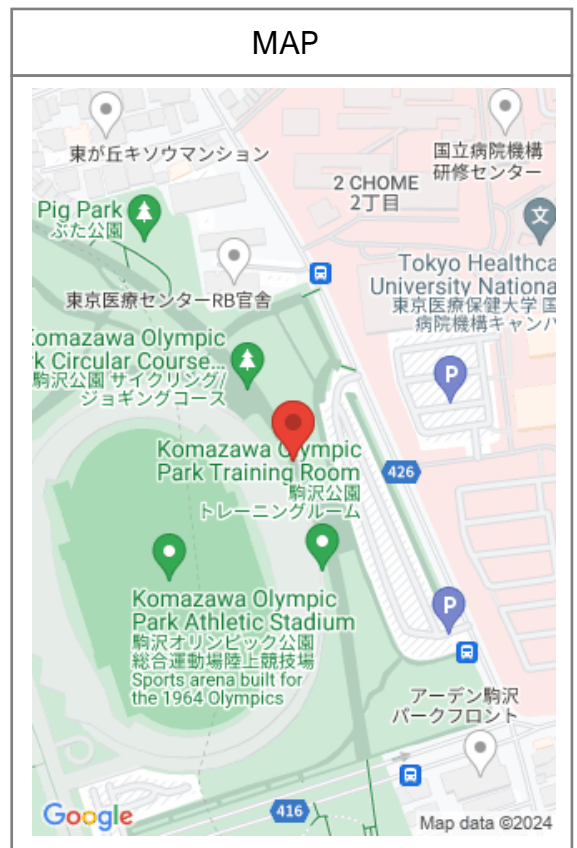 MAP
東が丘キソウマンション
国立病院機構
研修センター
2 CHOME
2丁目
Pig Park
ぶた公園
Tokyo Healthca
University Nationa
東京医療保健大学 国
病院機構キャンパ
東京医療センターRB官舎
Komazawa Olympic
k Circular Course...
駒沢公園 サイクリング/
ジョギングコース
P
Komazawa Olympic
Park Training Room
駒沢公園
トレーニングルーム
426
文
Komazawa Olympic
Park Athletic Stadium
駒沢オリンピック公園
総合運動場陸上競技場
Sports arena built for
the 1964 Olympics
P
アーデン駒沢
パークフロント
416
Google
Map data ©2024